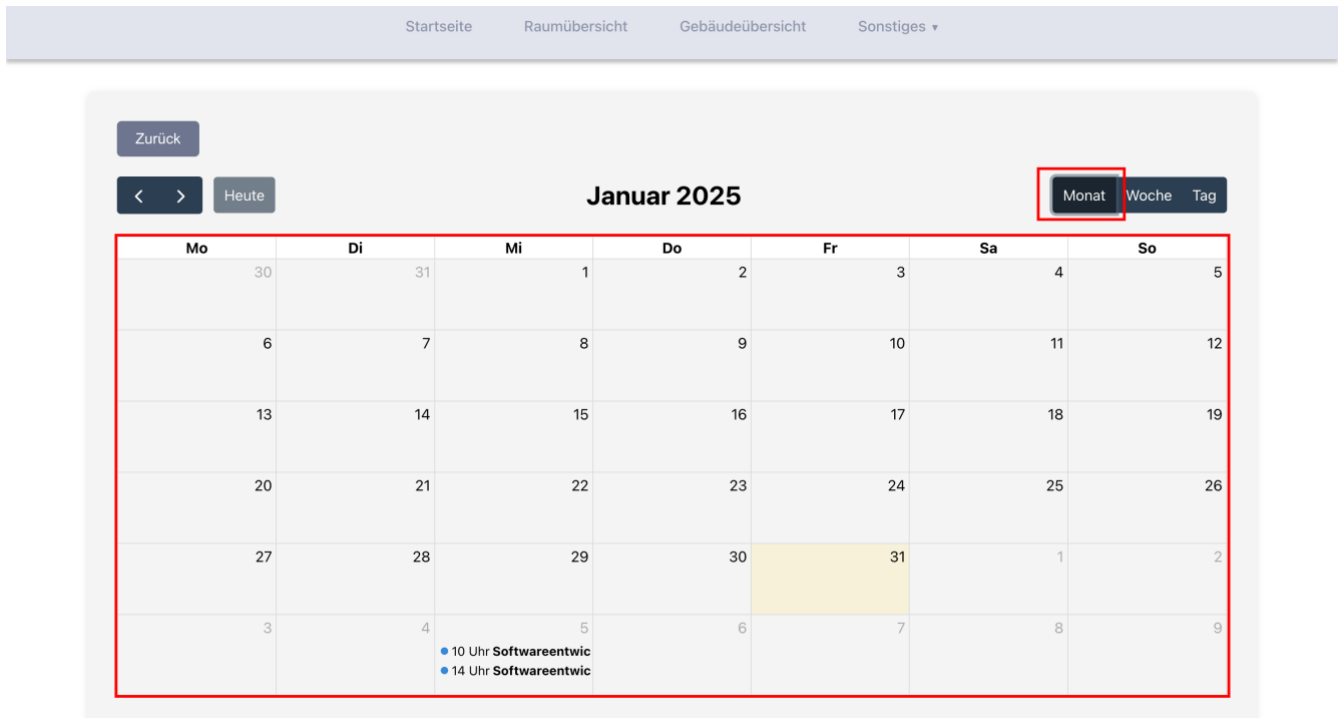 Startseite Raumübersicht Gebäudeübersicht Sonstiges ▾
Zurück
< > Heute Januar 2025 Monat Woche Tag
Mo Di Mi Do Fr Sa So
30 31 1 2 3 4 5
6 7 8 9 10 11 12
13 14 15 16 17 18 19
20 21 22 23 24 25 26
27 28 29 30 31 1 2
3 4 5 6 7 8 9
10 Uhr Softwareentwic
14 Uhr Softwareentwic